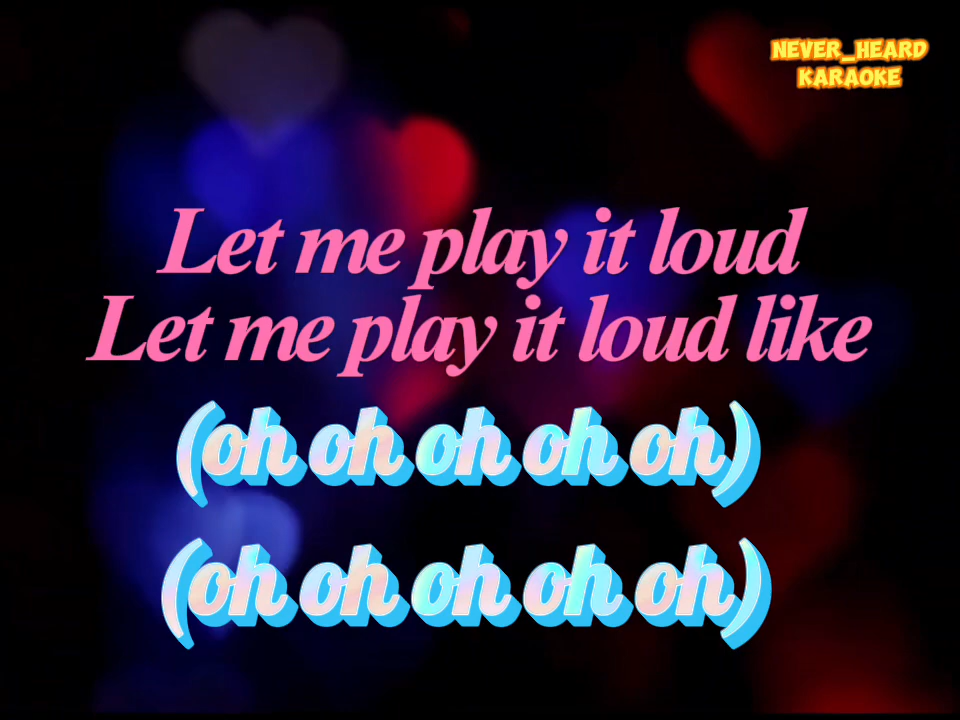 NEVER_HEARD
KARAOKE
Let me play it loud
Let me play it loud like
(oh oh oh oh oh)
(oh oh oh oh oh)